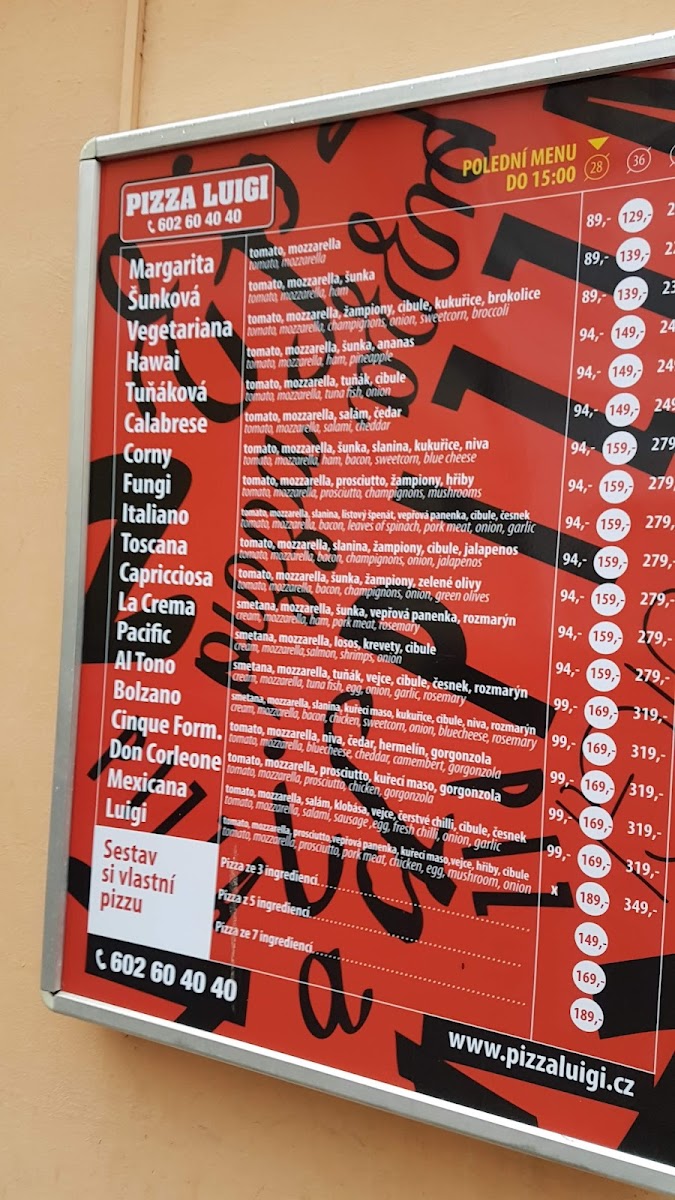 PIZZA LUIGI
602 60 40 40
POLEDNÍ MENU
DO 15:00
28
36
Margarita tomato, mozzarella 89,- 129,-
tomato, mozzarella
Šunková tomato, mozzarella, šunka 89,- 139,-
tomato, mozzarella, ham
Vegetariana tomato, mozzarella, žampiony, cibule, kukuřice, brokolice 89,- 139,- 23
tomato, mozzarella, champignons, onion, sweetcorn, broccoli
Hawai tomato, mozzarella, šunka, ananas 94,- 149,- 24
tomato, mozzarella, ham, pineapple
Tuňáková tomato, mozzarella, tuňák, cibule 94,- 149,- 249
tomato, mozzarella, tuna fish, onion
Calabrese tomato, mozzarella, salám, čedar 94,- 149,- 249
tomato, mozzarella, salami, cheddar
Corny tomato, mozzarella, šunka, slanina, kukuřice, niva 94,- 159,- 279
tomato, mozzarella, ham, bacon, sweetcorn, blue cheese
Fungi tomato, mozzarella, prosciutto, žampiony, hřiby 94,- 159,- 279,-
tomato, mozzarella, prosciutto, champignons, mushrooms
Italiano tomato, mozzarella, slanina, listový špenát, vepřová panenka, cibule, česnek 94,- 159,- 279,-
tomato, mozzarella, bacon, leaves of spinach, pork meat, onion, garlic
Toscana tomato, mozzarella, slanina, žampiony, cibule, jalapenos 94,- 159,- 279,-
tomato, mozzarella, bacon, champignons, onion, jalapenos
Capricciosa tomato, mozzarella, šunka, žampiony, zelené olivy 94,- 159,- 279,-
tomato, mozzarella, bacon, champignons, onion, green olives
La Crema smetana, mozzarella, šunka, vepřová panenka, rozmarýn 94,- 159,- 279,-
cream, mozzarella, ham, pork meat, rosemary
Pacific smetana, mozzarella, losos, krevety, cibule 94,- 159,- 279,-
cream, mozzarella,salmon, shrimps, onion
Al Tono smetana, mozzarella, tuňák, vejce, cibule, česnek, rozmarýn 99,- 169,- 319,-
cream, mozzarella, tuna fish, egg, onion, garlic, rosemary
Bolzano smetana, mozzarella, slanina, kuřecí maso, kukuřice, cibule, niva, rozmarýn 99,- 169,- 319,-
cream, mozzarella, bacon, chicken, sweetcorn, onion, bluecheese, rosemary
Cinque Form. tomato, mozzarella, niva, čedar, hermelín, gorgonzola 99,- 169,- 319,-
tomato, mozzarella, bluecheese, cheddar, camembert, gorgonzola
Don Corleone tomato, mozzarella, prosciutto, kuřecí maso, gorgonzola 99,- 169,- 319,-
tomato, mozzarella, prosciutto, chicken, gorgonzola
Mexicana tomato, mozzarella, salám, klobása, vejce, čerstvé chilli, cibule, česnek 99,- 169,- 319,-
tomato, mozzarella, salami, sausage ,egg, fresh chilli, onion, garlic
Luigi tomato, mozzarella, prosciutto,vepřová panenka, kuřecí maso,vejce, hřiby, cibule x 189,- 349,-
tomato, mozzarella, prosciutto, pork meat, chicken, egg, mushroom, onion
Sestav
si vlastní
pizzu
Pizza ze 3 ingrediencí 149,-
Pizza z 5 ingrediencí 169,-
Pizza ze 7 ingrediencí 189,-
602 60 40 40
www.pizzaluigi.cz